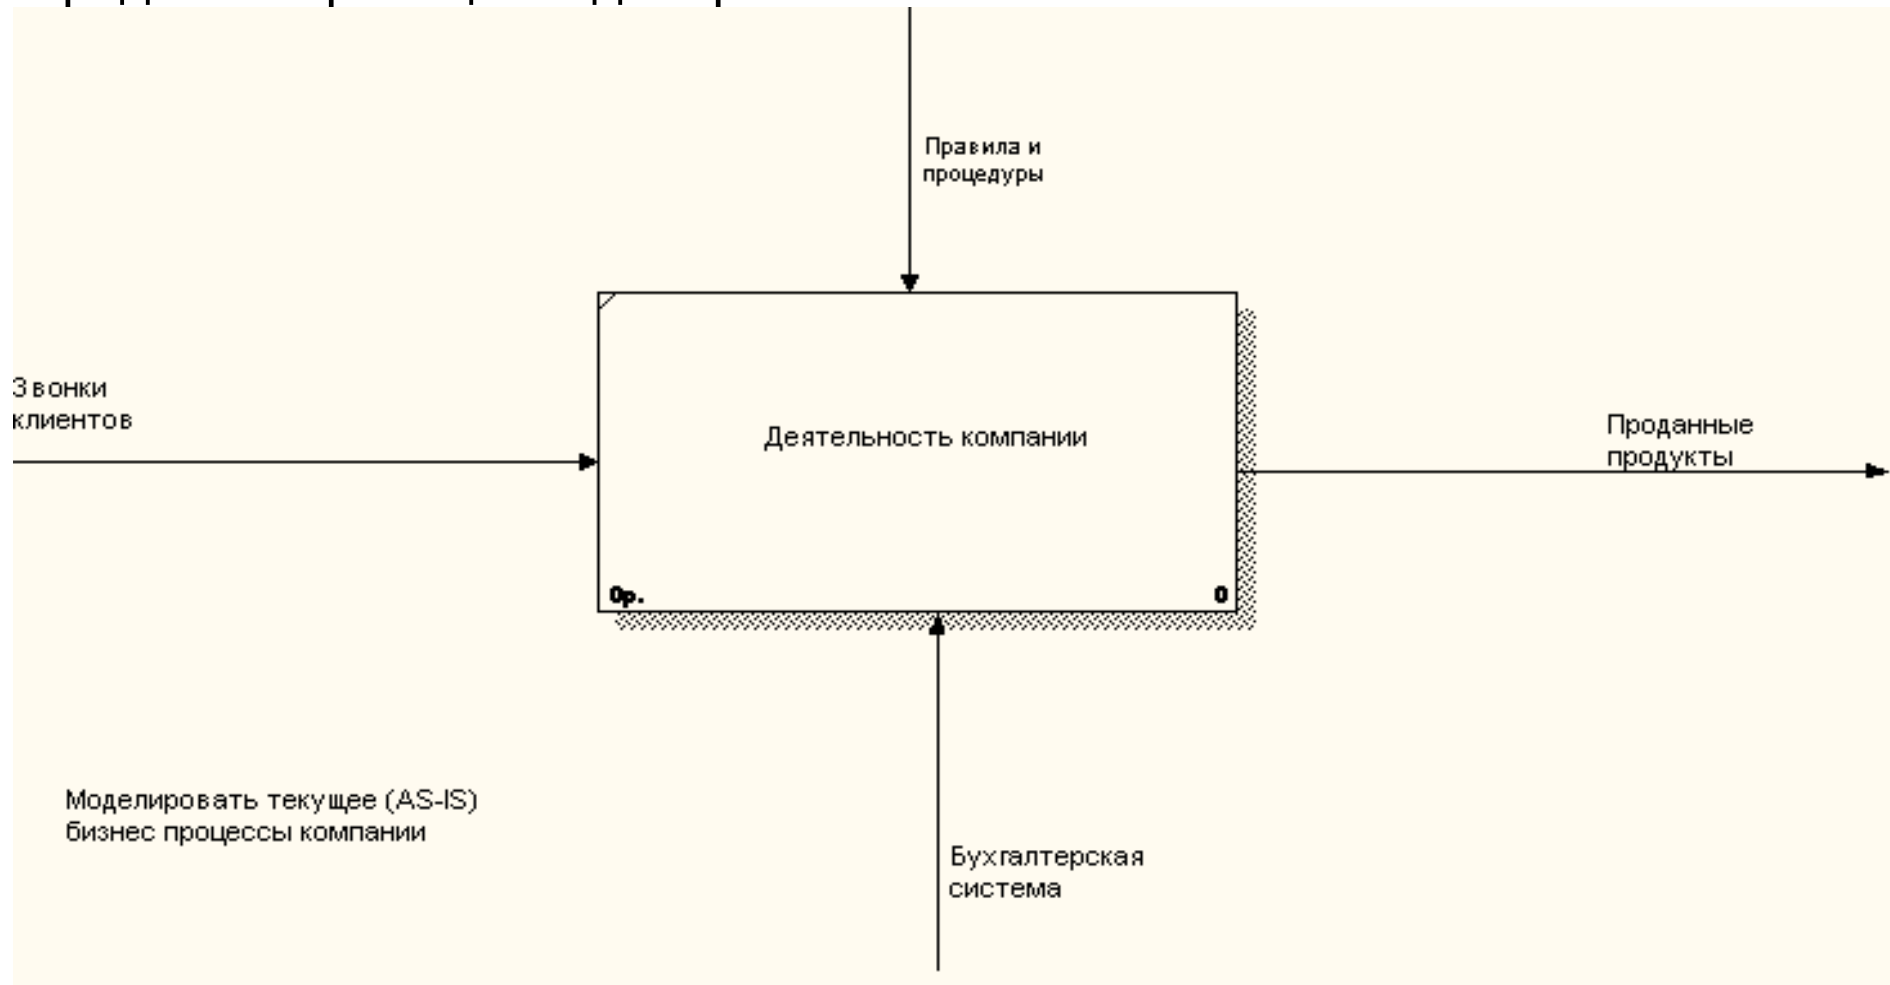 Правила и
процедуры
Звонки
клиентов
Деятельность компании
Проданные
продукты
0р.
0
Моделировать текущее (AS-IS)
бизнес процессы компании
Бухгалтерская
система